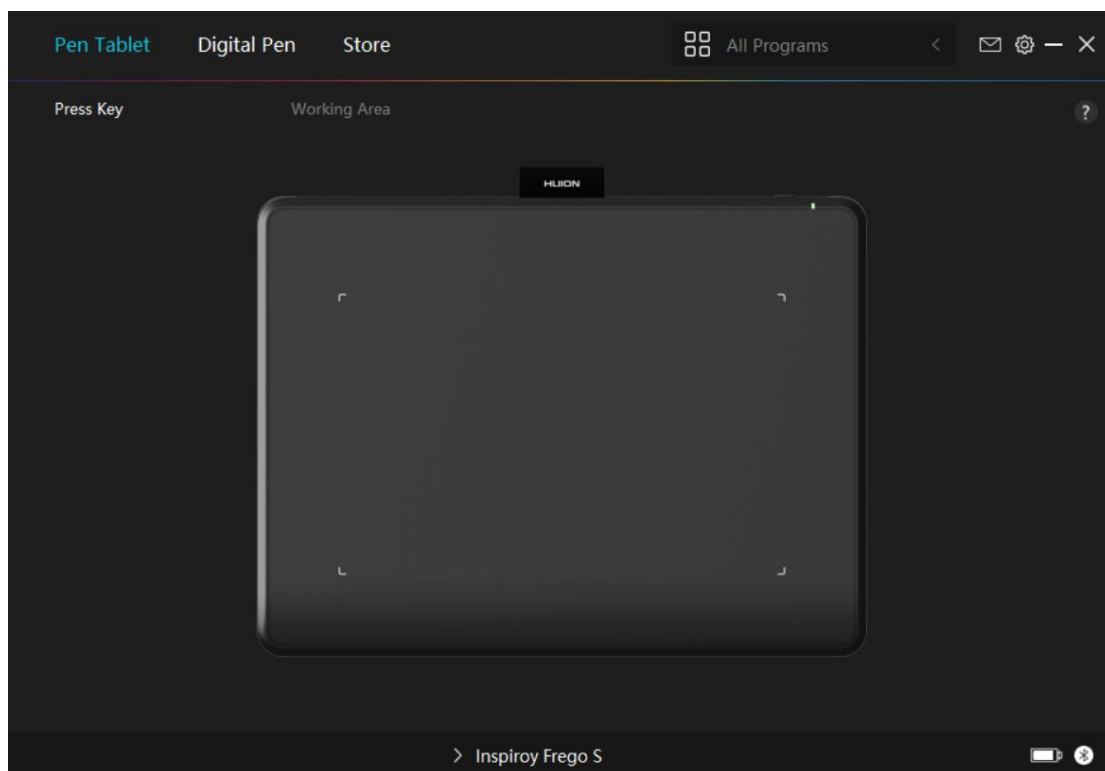 Pen Tablet Digital Pen Store All Programs
Press Key Working Area ?
HUION
Inspiroy Frego S